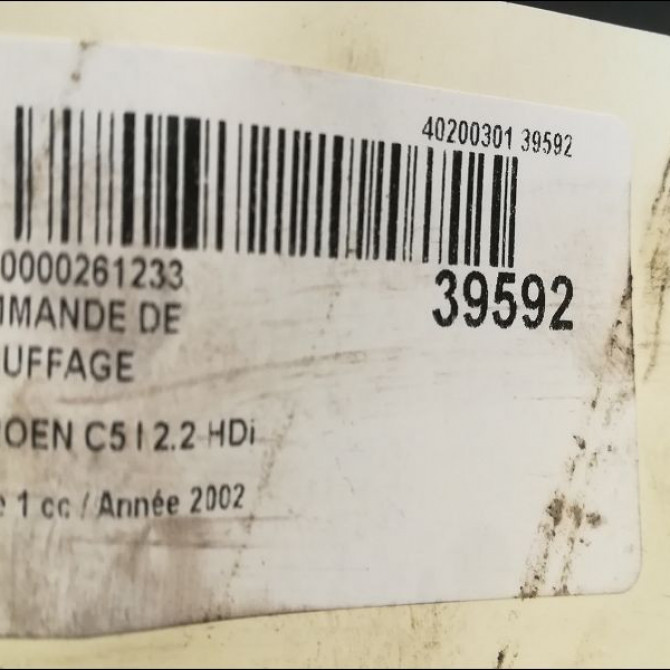 40200301 39592
0000261233
39592
MMANDE DE
UFFAGE
OEN C5 I 2.2 HDi
e 1 cc / Année 2002